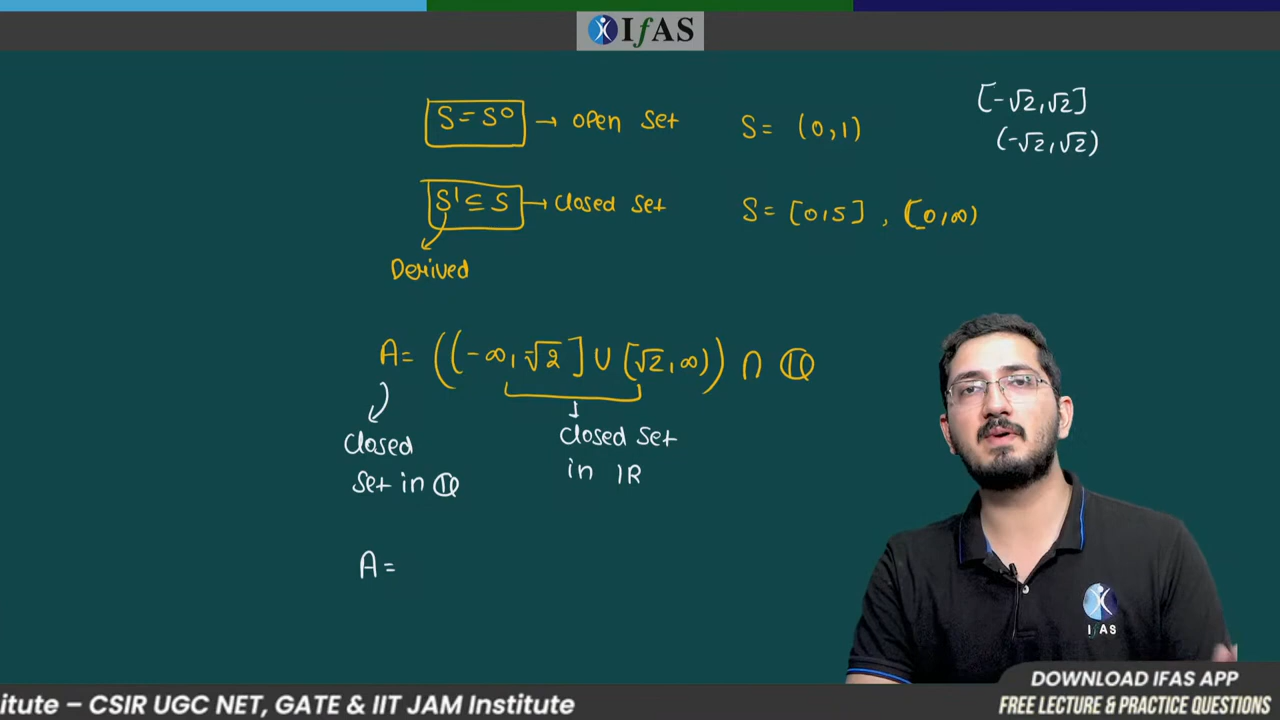 IfAS
S = S⁰ → open set S = (0,1)
[-√2,√2]
(-√2,√2)
S' ⊆ S → Closed set S = [0,5] , [0,∞)
Derived
A = ((-∞,-√2] ∪ [√2,∞)) ∩ ℚ
Closed set in ℚ
Closed set in IR
A =
IfAS
DOWNLOAD IFAS APP
FREE LECTURE & PRACTICE QUESTIONS
itute – CSIR UGC NET, GATE & IIT JAM Institute